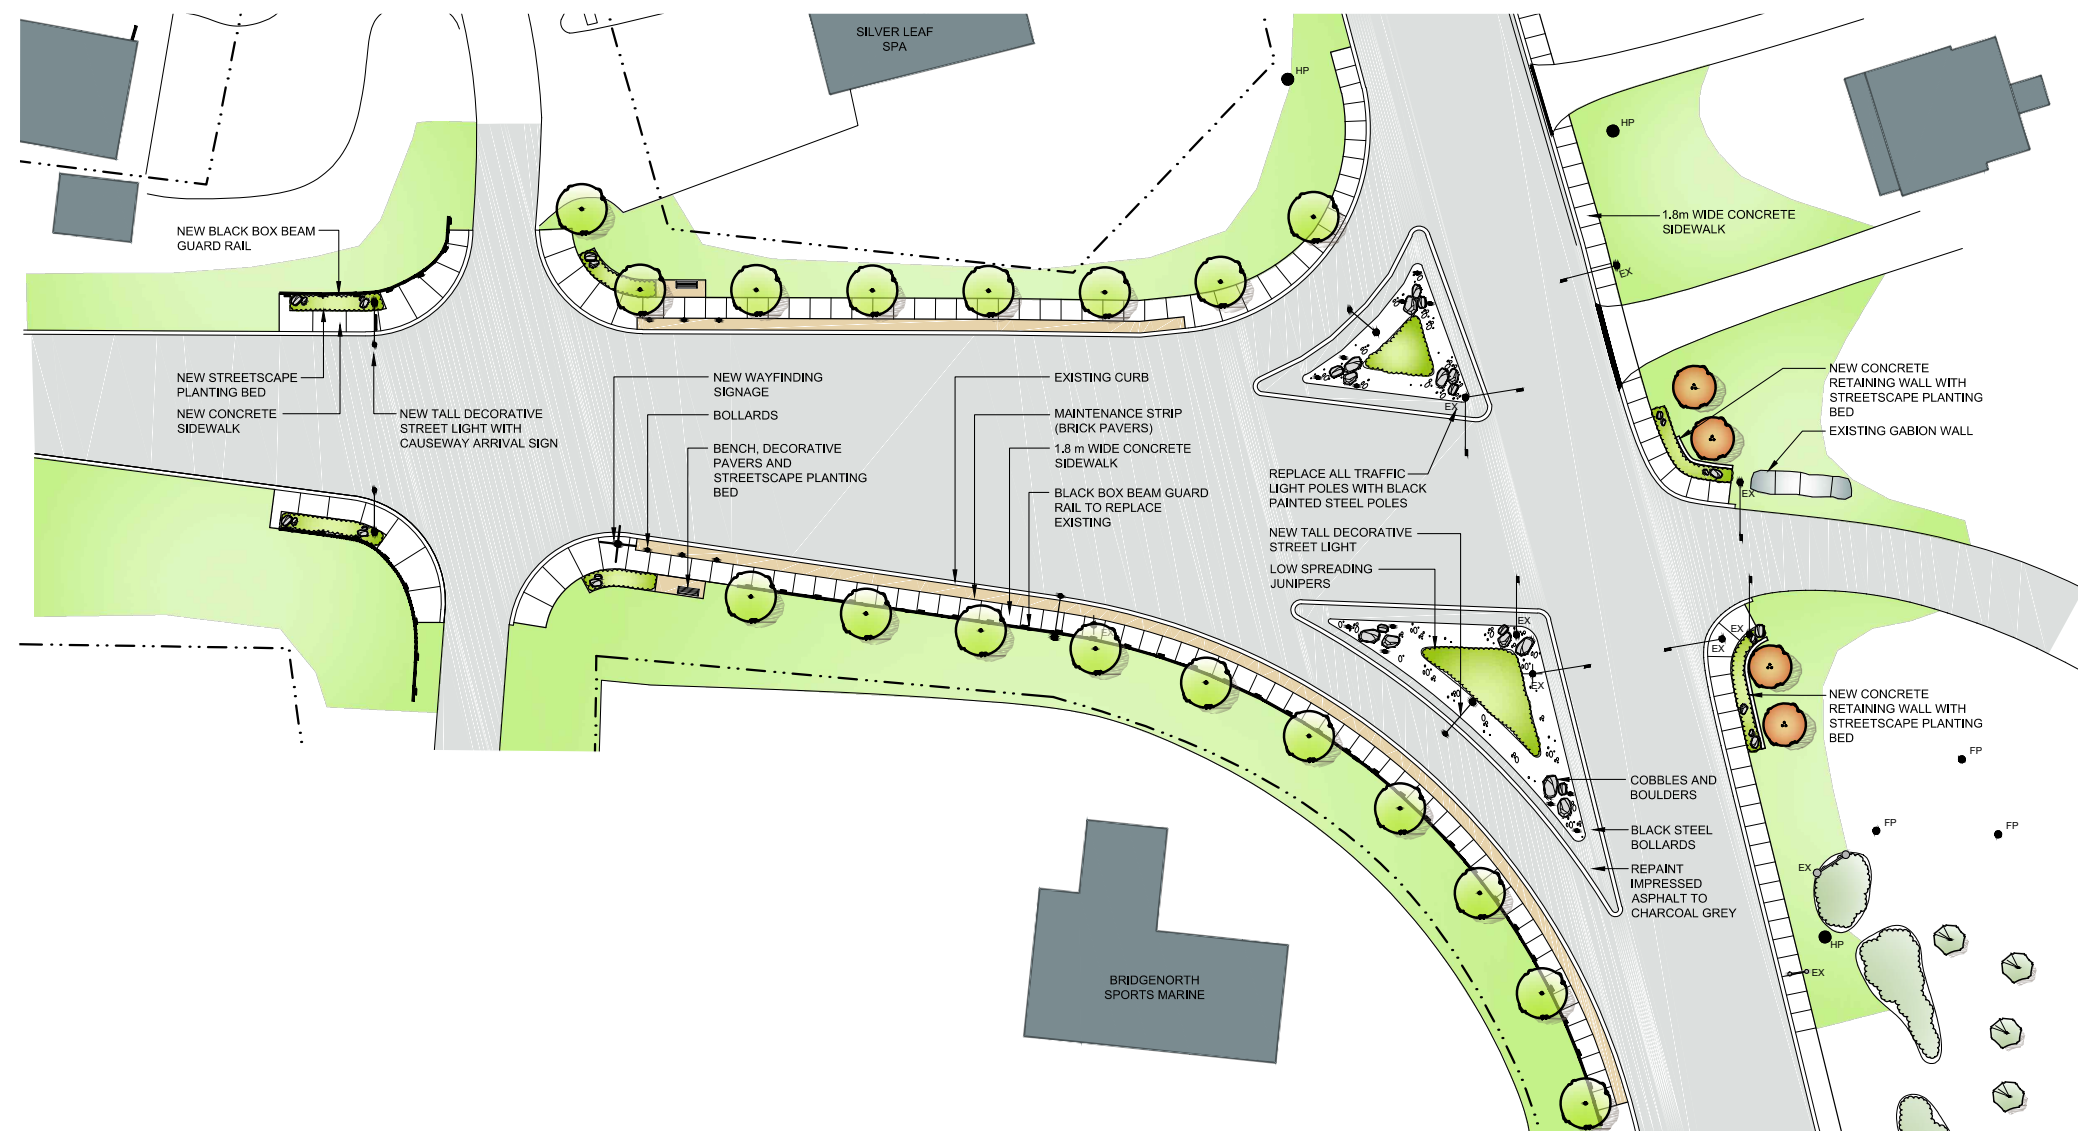 SILVER LEAF
SPA
HP
HP
1.8m WIDE CONCRETE
SIDEWALK
EX
NEW BLACK BOX BEAM
GUARD RAIL
NEW STREETSCAPE
PLANTING BED
NEW CONCRETE
SIDEWALK
NEW TALL DECORATIVE
STREET LIGHT WITH
CAUSEWAY ARRIVAL SIGN
NEW WAYFINDING
SIGNAGE
BOLLARDS
BENCH, DECORATIVE
PAVERS AND
STREETSCAPE PLANTING
BED
EXISTING CURB
MAINTENANCE STRIP
(BRICK PAVERS)
1.8 m WIDE CONCRETE
SIDEWALK
BLACK BOX BEAM GUARD
RAIL TO REPLACE
EXISTING
EX
REPLACE ALL TRAFFIC
LIGHT POLES WITH BLACK
PAINTED STEEL POLES
NEW TALL DECORATIVE
STREET LIGHT
LOW SPREADING
JUNIPERS
NEW CONCRETE
RETAINING WALL WITH
STREETSCAPE PLANTING
BED
EXISTING GABION WALL
EX
EX
EX
EX
EX
EX
NEW CONCRETE
RETAINING WALL WITH
STREETSCAPE PLANTING
BED
COBBLES AND
BOULDERS
BLACK STEEL
BOLLARDS
REPAINT
IMPRESSED
ASPHALT TO
CHARCOAL GREY
FP
FP
FP
EX
HP
EX
BRIDGENORTH
SPORTS MARINE